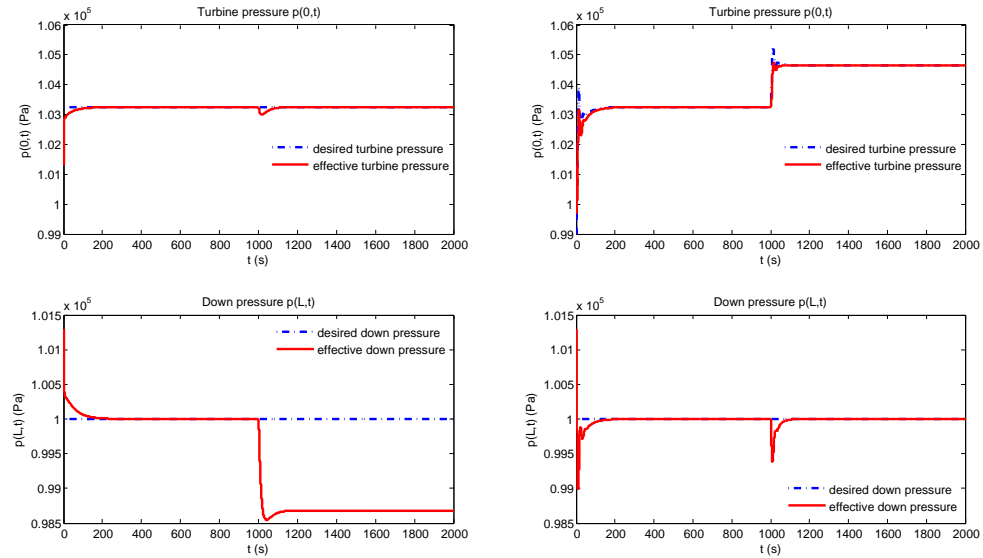 Turbine pressure p(0,t)
x 10^5
1.06
1.05
1.04
1.03
1.02
1.01
1
0.99
p(0,t) (Pa)
desired turbine pressure
effective turbine pressure
0 200 400 600 800 1000 1200 1400 1600 1800 2000
t (s)
Turbine pressure p(0,t)
x 10^5
1.06
1.05
1.04
1.03
1.02
1.01
1
0.99
p(0,t) (Pa)
desired turbine pressure
effective turbine pressure
0 200 400 600 800 1000 1200 1400 1600 1800 2000
t (s)
Down pressure p(L,t)
x 10^5
1.015
1.01
1.005
1
0.995
0.99
0.985
p(L,t) (Pa)
desired down pressure
effective down pressure
0 200 400 600 800 1000 1200 1400 1600 1800 2000
t (s)
Down pressure p(L,t)
x 10^5
1.015
1.01
1.005
1
0.995
0.99
0.985
p(L,t) (Pa)
desired down pressure
effective down pressure
0 200 400 600 800 1000 1200 1400 1600 1800 2000
t (s)